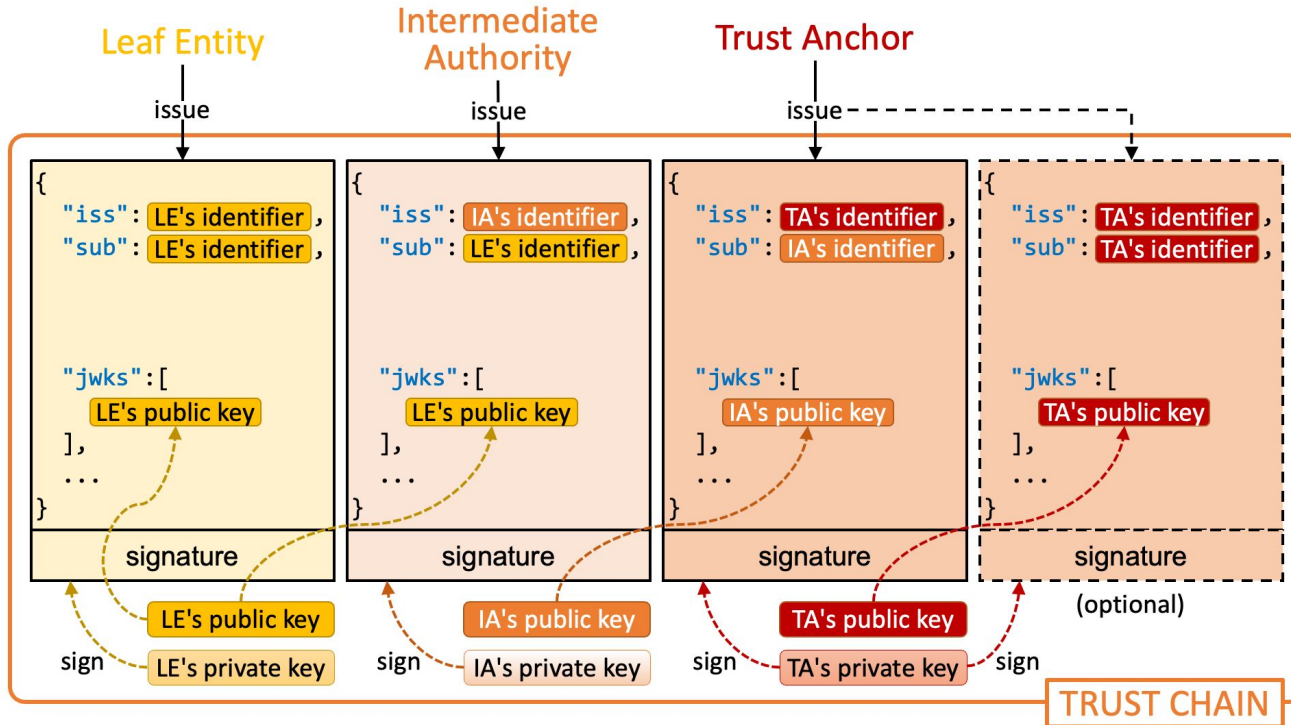 Leaf Entity
Intermediate
Authority
Trust Anchor
issue
issue
issue
{
"iss": LE's identifier ,
"sub": LE's identifier ,
"jwks":[
LE's public key
],
...
}
signature
{
"iss": IA's identifier ,
"sub": LE's identifier ,
"jwks":[
LE's public key
],
...
}
signature
{
"iss": TA's identifier ,
"sub": IA's identifier ,
"jwks":[
IA's public key
],
...
}
signature
{
"iss": TA's identifier ,
"sub": TA's identifier ,
"jwks":[
TA's public key
],
...
}
signature
(optional)
LE's public key
sign
LE's private key
IA's public key
sign
IA's private key
TA's public key
sign
TA's private key
sign
TRUST CHAIN